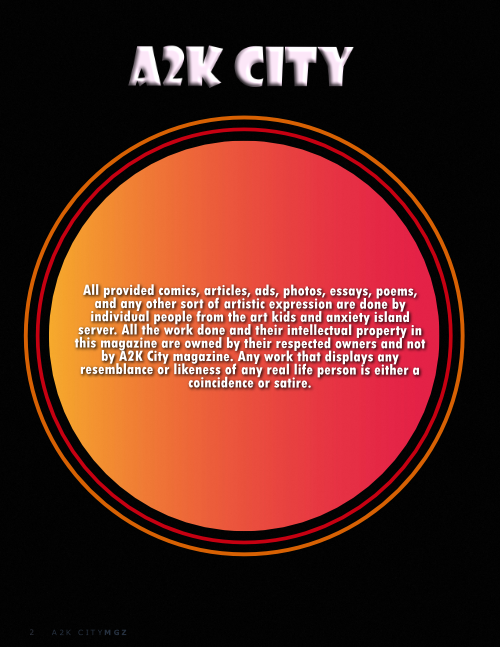 A2K CITY
All provided comics, articles, ads, photos, essays, poems,
and any other sort of artistic expression are done by
individual people from the art kids and anxiety island
server. All the work done and their intellectual property in
this magazine are owned by their respected owners and not
by A2K City magazine. Any work that displays any
resemblance or likeness of any real life person is either a
coincidence or satire.
2 A2K CITYMGZ